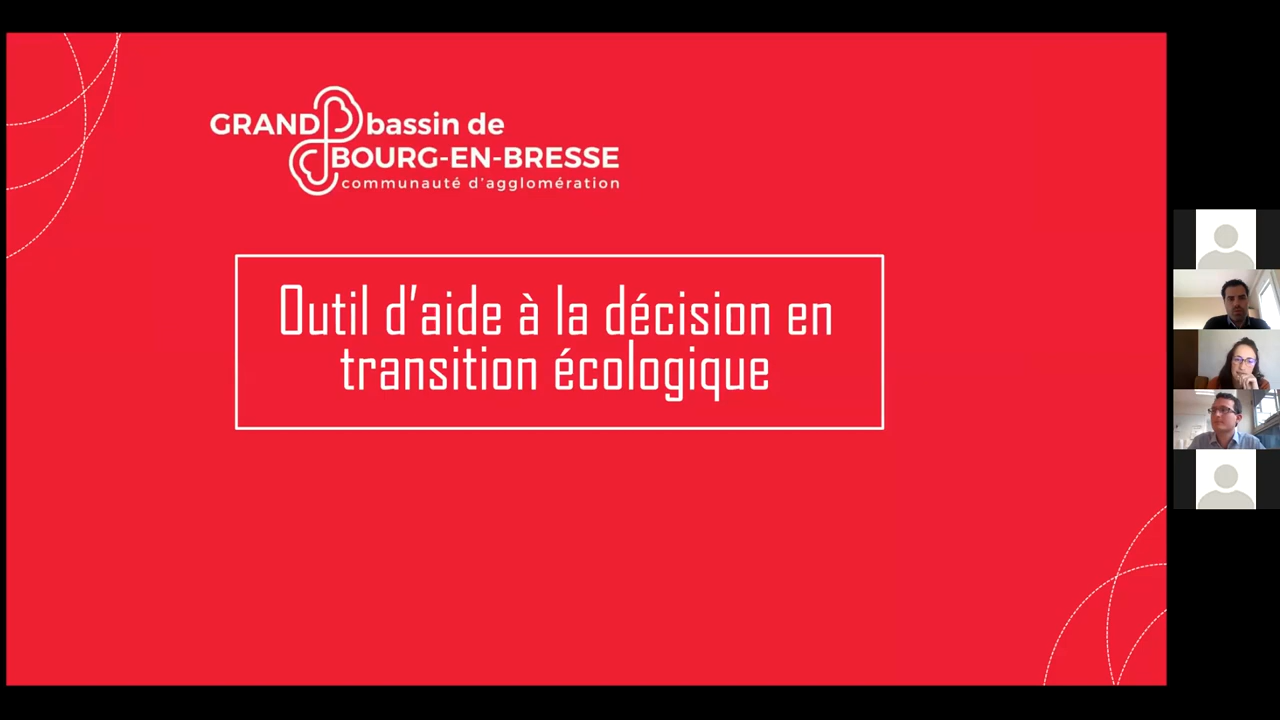 GRAND bassin de
BOURG-EN-BRESSE
communauté d'agglomération
Outil d'aide à la décision en
transition écologique